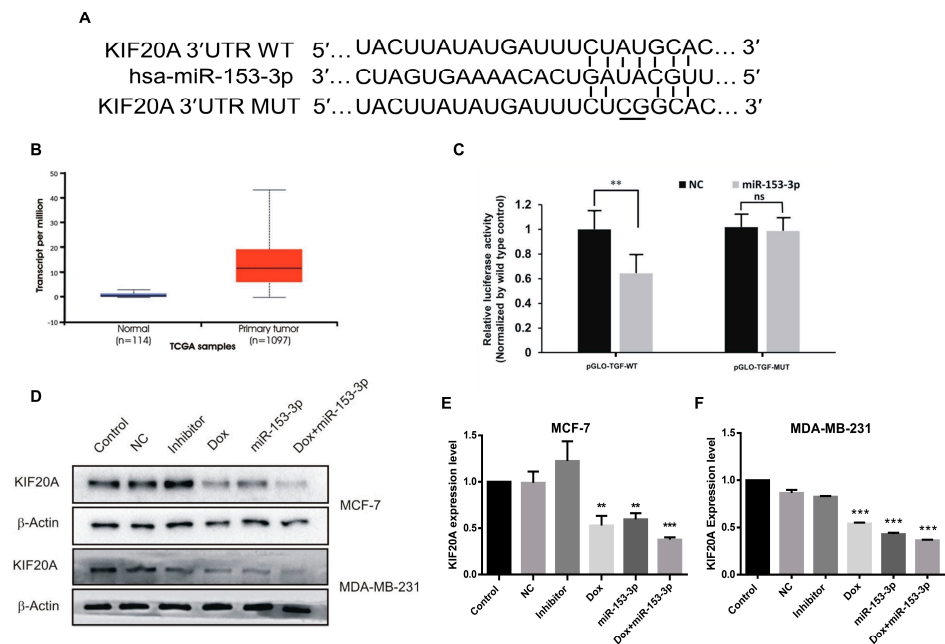 A
KIF20A 3′UTR WT 5′… UACUUAUAUGAUUUCUAUGCAC… 3′
hsa-miR-153-3p 3′… CUAGUGAAAACACUGAUACGUU… 5′
KIF20A 3′UTR MUT 5′… UACUUAUAUGAUUUCUCGGCAC… 3′
B
Transcript per million
50
40
30
20
10
0
-10
Normal
(n=114)
Primary tumor
(n=1097)
TCGA samples
C
NC miR-153-3p
** ns
Relative luciferase activity
(Normalized by wild type control)
1.2
1
0.8
0.6
0.4
0.2
0
pGLO-TGF-WT pGLO-TGF-MUT
D
Control NC Inhibitor Dox miR-153-3p Dox+miR-153-3p
KIF20A
β-Actin
MCF-7
KIF20A
β-Actin
MDA-MB-231
E
MCF-7
KIF20A Expression level
1.5
1.0
0.5
0.0
** ** ***
Control NC Inhibitor Dox miR-153-3p Dox+miR-153-3p
F
MDA-MB-231
KIF20A Expression level
1.5
1.0
0.5
0.0
*** *** ***
Control NC Inhibitor Dox miR-153-3p Dox+miR-153-3p